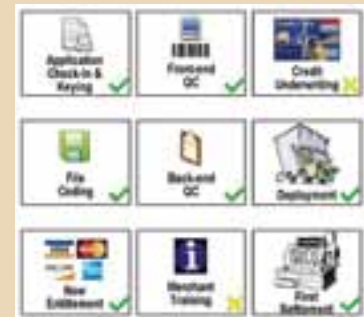 Application
Check-in &
Keying
Front-end
QC
Credit
Underwriting
File
Coding
Back-end
QC
Deployment
Now
Entitlement
Merchant
Training
First
Settlement